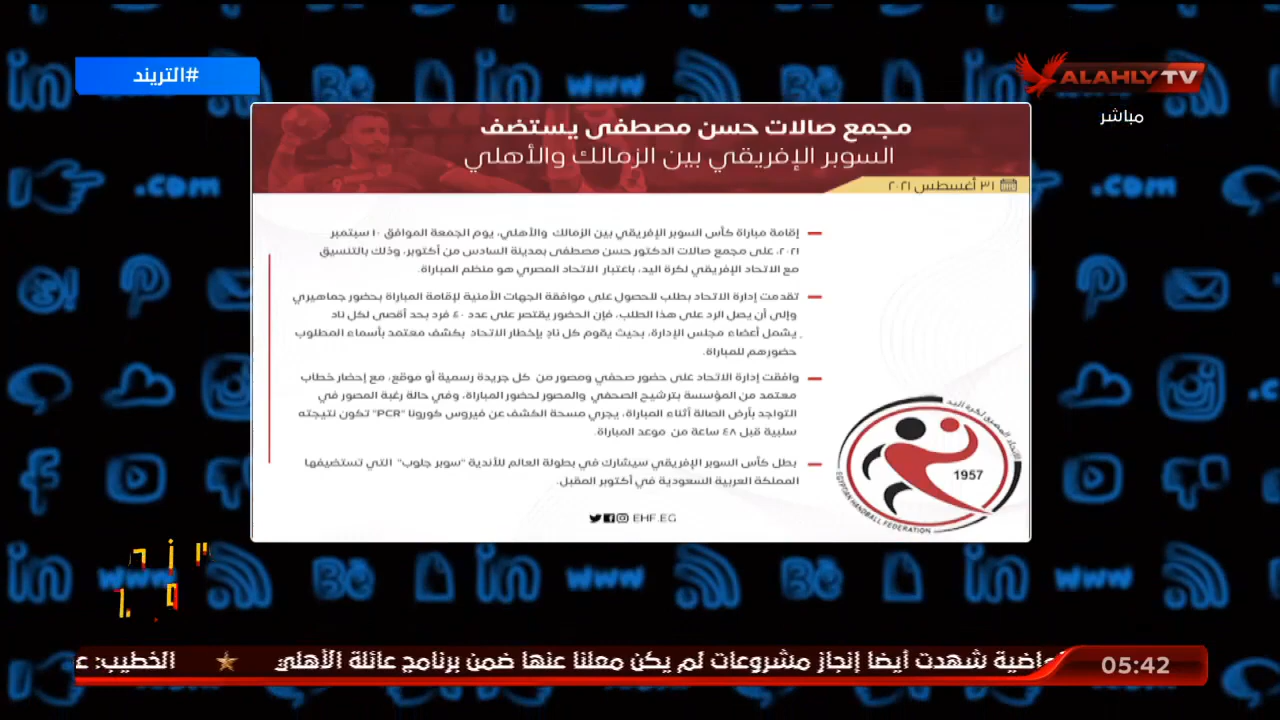 #التريند
ALAHLY TV
مباشر
مجمع صالات حسن مصطفى يستضف
السوبر الإفريقي بين الزمالك والأهلي
٣١ أغسطس ٢٠٢١
إقامة مباراة كأس السوبر الإفريقي بين الزمالك والأهلي، يوم الجمعة الموافق ١٠ سبتمبر
٢٠٢١، على مجمع صالات الدكتور حسن مصطفى بمدينة السادس من أكتوبر، وذلك بالتنسيق
مع الاتحاد الإفريقي لكرة اليد، باعتبار الاتحاد المصري هو منظم المباراة.
تقدمت إدارة الاتحاد بطلب للحصول على موافقة الجهات الأمنية لإقامة المباراة بحضور جماهيري
وإلى أن يصل الرد على هذا الطلب، فإن الحضور يقتصر على عدد ٤٠ فرد بحد أقصى لكل ناد
يشمل أعضاء مجلس الإدارة، بحيث يقوم كل نادٍ بإخطار الاتحاد بكشف معتمد بأسماء المطلوب
حضورهم للمباراة.
وافقت إدارة الاتحاد على حضور صحفي ومصور من كل جريدة رسمية أو موقع، مع إحضار خطاب
معتمد من المؤسسة بترشيح الصحفي والمصور لحضور المباراة، وفي حالة رغبة المصور في
التواجد بأرض الصالة أثناء المباراة، يجري مسحة الكشف عن فيروس كورونا "PCR" تكون نتيجته
سلبية قبل ٤٨ ساعة من موعد المباراة.
بطل كأس السوبر الإفريقي سيشارك في بطولة العالم للأندية "سوبر جلوب" التي تستضيفها
المملكة العربية السعودية في أكتوبر المقبل.
الاتحاد المصري لكرة اليد
1957
EGYPTIAN HANDBALL FEDERATION
EHF.EG
شهدت أيضا إنجاز مشروعات لم يكن معلنا عنها ضمن برنامج عائلة الأهلي ★ الخطيب:
05:42